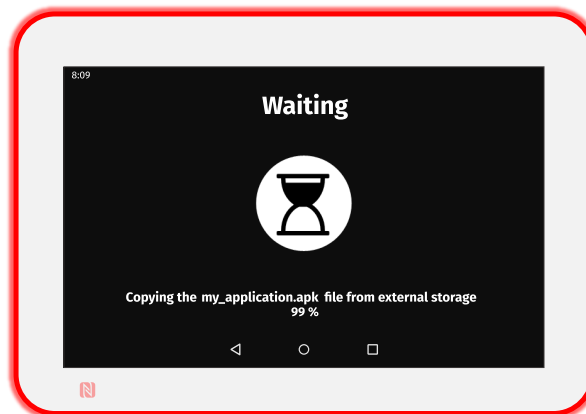 8:09
Waiting
Copying the my_application.apk file from external storage
99 %